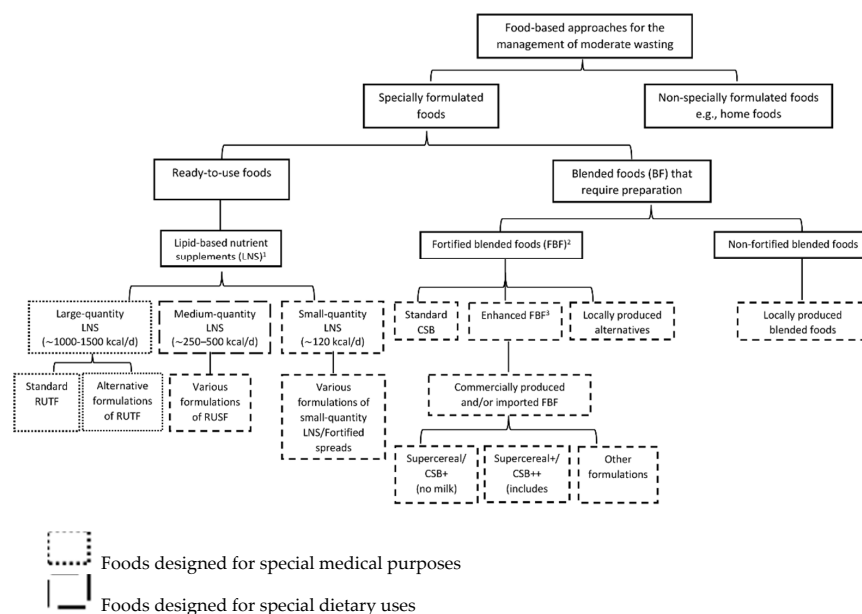 Food-based approaches for the
management of moderate wasting
Specially formulated
foods
Non-specially formulated foods
e.g., home foods
Ready-to-use foods
Blended foods (BF) that
require preparation
Lipid-based nutrient
supplements (LNS)¹
Fortified blended foods (FBF)²
Non-fortified blended foods
Large-quantity
LNS
(~1000-1500 kcal/d)
Medium-quantity
LNS
(~250–500 kcal/d)
Small-quantity
LNS
(~120 kcal/d)
Standard
CSB
Enhanced FBF³
Locally produced
alternatives
Locally produced
blended foods
Standard
RUTF
Alternative
formulations
of RUTF
Various
formulations
of RUSF
Various
formulations of
small-quantity
LNS/Fortified
spreads
Commercially produced
and/or imported FBF
Supercereal/
CSB+
(no milk)
Supercereal+/
CSB++
(includes
Other
formulations
Foods designed for special medical purposes
Foods designed for special dietary uses